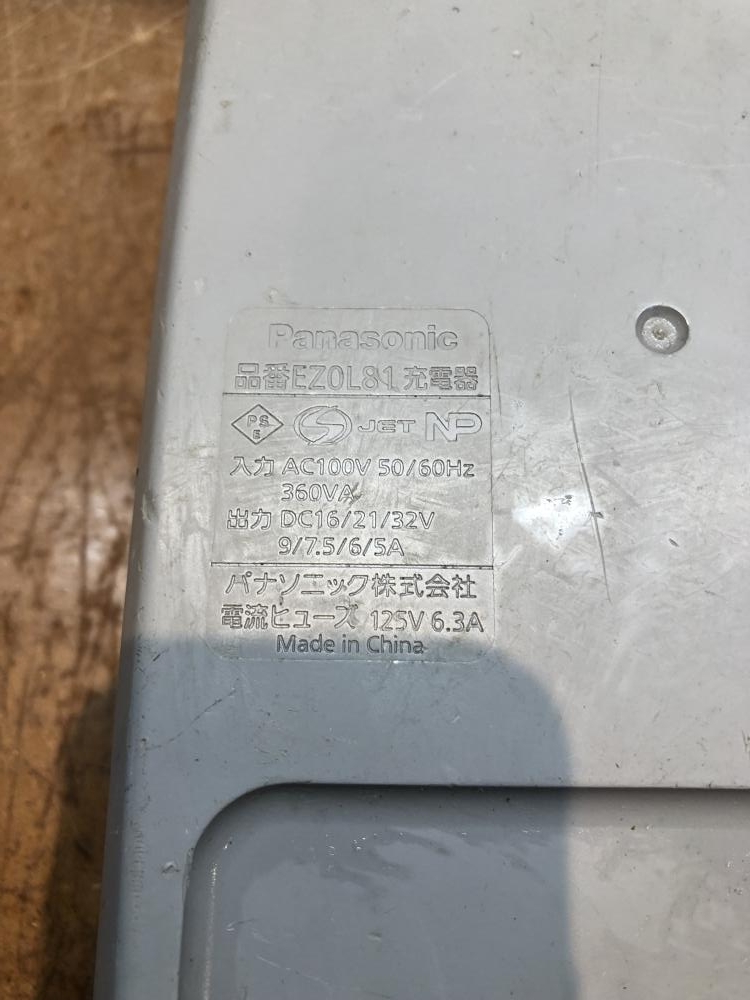 Panasonic
品番EZ0L81 充電器
PS
E JET NP
入力 AC100V 50/60Hz
360VA
出力 DC16/21/32V
9/7.5/6/5A
パナソニック株式会社
電流ヒューズ 125V 6.3A
Made in China